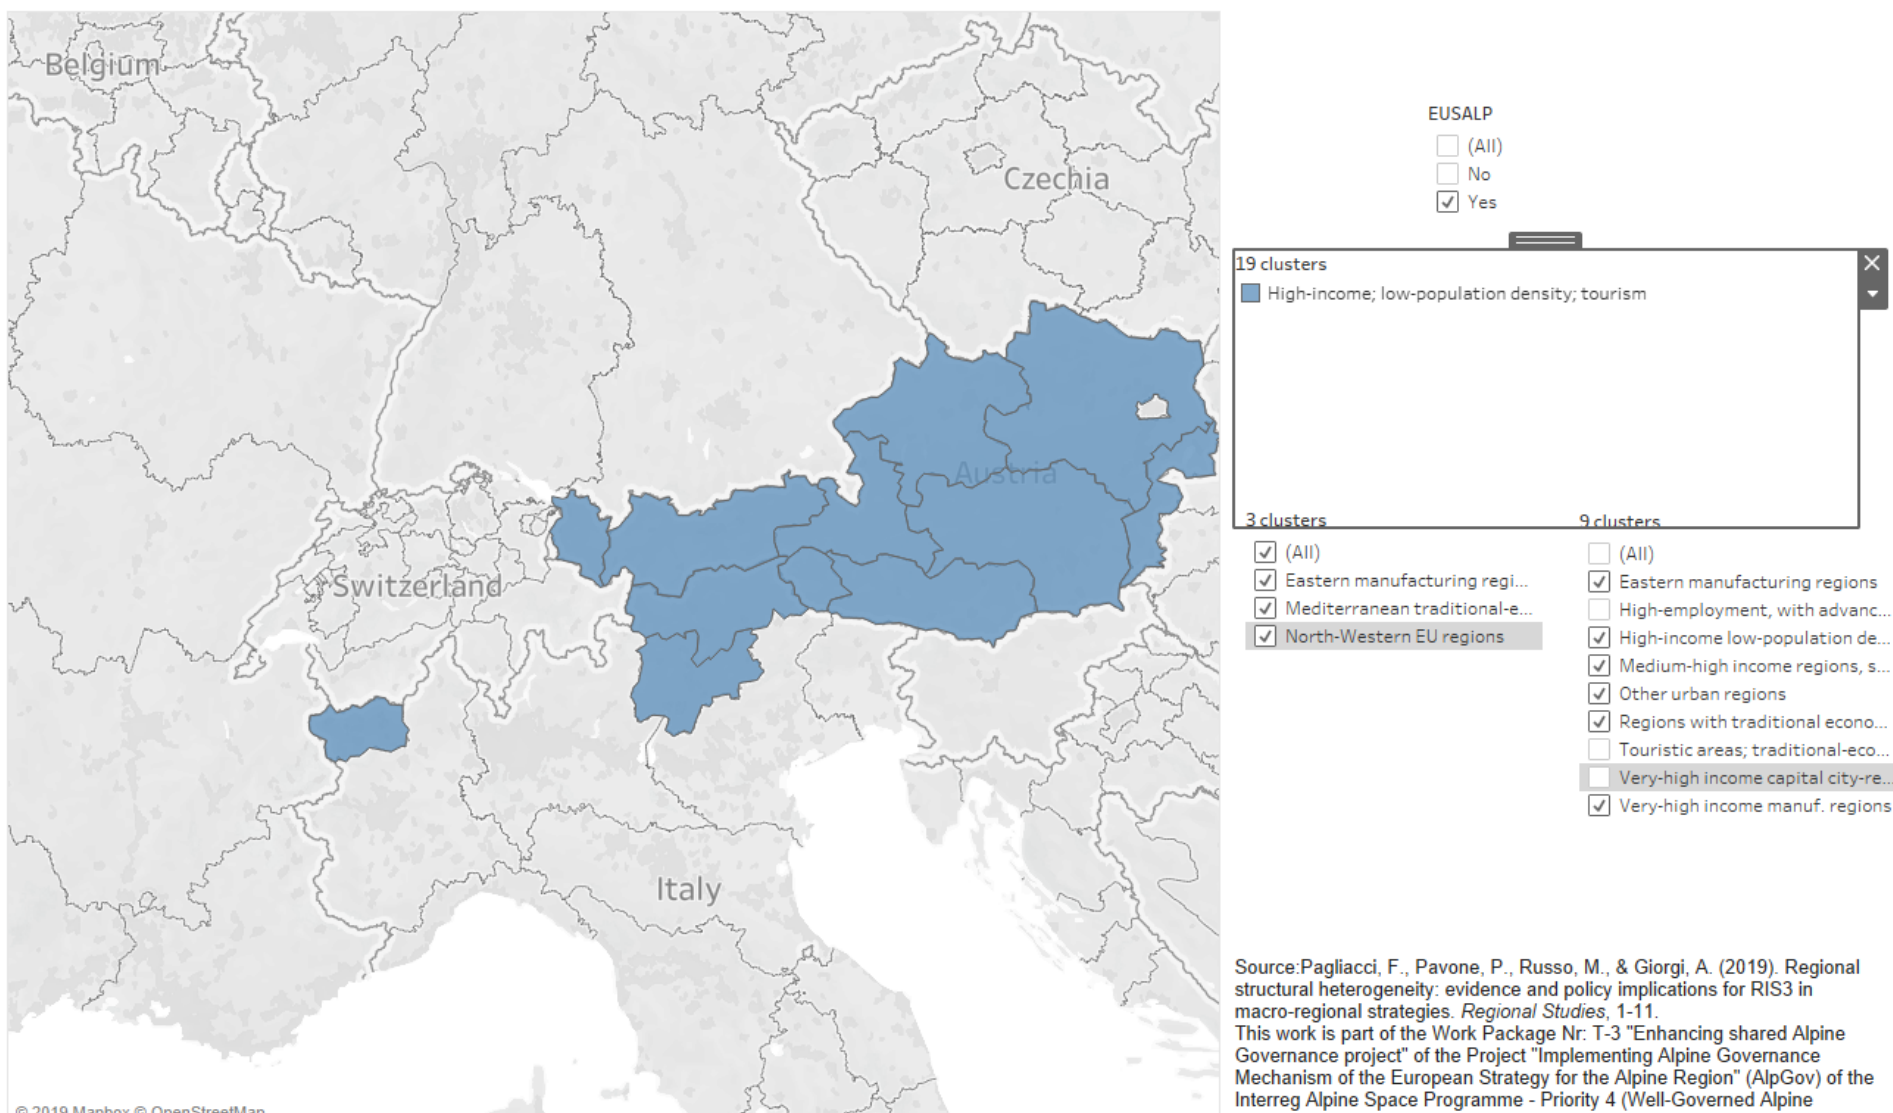 Belgium
Czechia
Austria
Switzerland
Italy
© 2019 Mapbox © OpenStreetMap
EUSALP
(All)
No
Yes
19 clusters
High-income; low-population density; tourism
3 clusters
(All)
Eastern manufacturing regi...
Mediterranean traditional-e...
North-Western EU regions
9 clusters
(All)
Eastern manufacturing regions
High-employment, with advanc...
High-income low-population de...
Medium-high income regions, s...
Other urban regions
Regions with traditional econo...
Touristic areas; traditional-eco...
Very-high income capital city-re...
Very-high income manuf. regions
Source:Pagliacci, F., Pavone, P., Russo, M., & Giorgi, A. (2019). Regional
structural heterogeneity: evidence and policy implications for RIS3 in
macro-regional strategies. Regional Studies, 1-11.
This work is part of the Work Package Nr: T-3 "Enhancing shared Alpine
Governance project" of the Project "Implementing Alpine Governance
Mechanism of the European Strategy for the Alpine Region" (AlpGov) of the
Interreg Alpine Space Programme - Priority 4 (Well-Governed Alpine